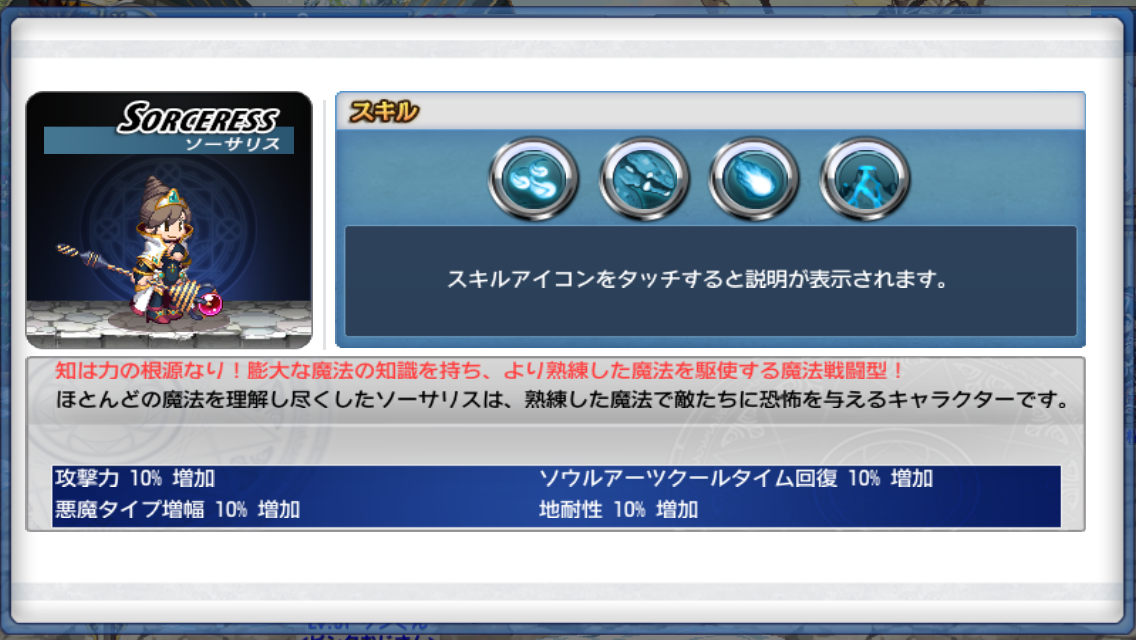 SORCERESS
ソーサリス
スキル
スキルアイコンをタッチすると説明が表示されます。
知は力の根源なり！膨大な魔法の知識を持ち、より熟練した魔法を駆使する魔法戦闘型！
ほとんどの魔法を理解し尽くしたソーサリスは、熟練した魔法で敵たちに恐怖を与えるキャラクターです。
攻撃力 10% 増加
ソウルアーツクールタイム回復 10% 増加
悪魔タイプ増幅 10% 増加
地耐性 10% 増加